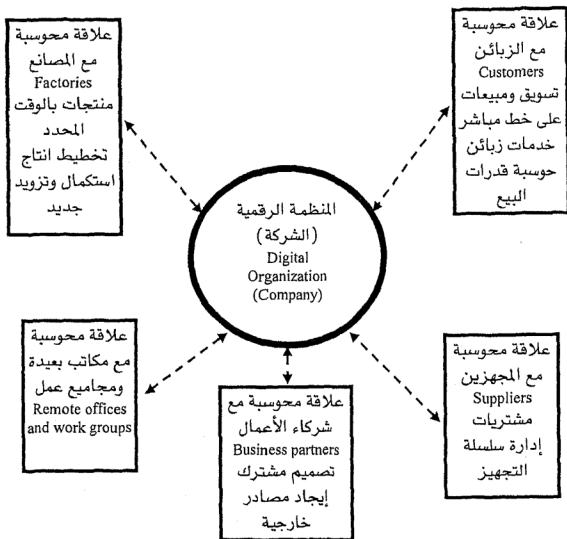 علاقة محوسبة
مع الزبائن
Customers
تسويق ومبيعات
على خط مباشر
خدمات زبائن
حوسبة قدرات
البيع
علاقة محوسبة
مع المصانع
Factories
منتجات بالوقت
المحدد
تخطيط انتاج
استكمال وتزويد
جديد
المنظمة الرقمية
(الشركة)
Digital
Organization
(Company)
علاقة محوسبة
مع المجهزين
Suppliers
مشتريات
إدارة سلسلة
التجهيز
علاقة محوسبة مع
شركاء الأعمال
Business partners
تصميم مشترك
إيجاد مصادر
خارجية
علاقة محوسبة
مع مكاتب بعيدة
ومجاميع عمل
Remote offices
and work groups